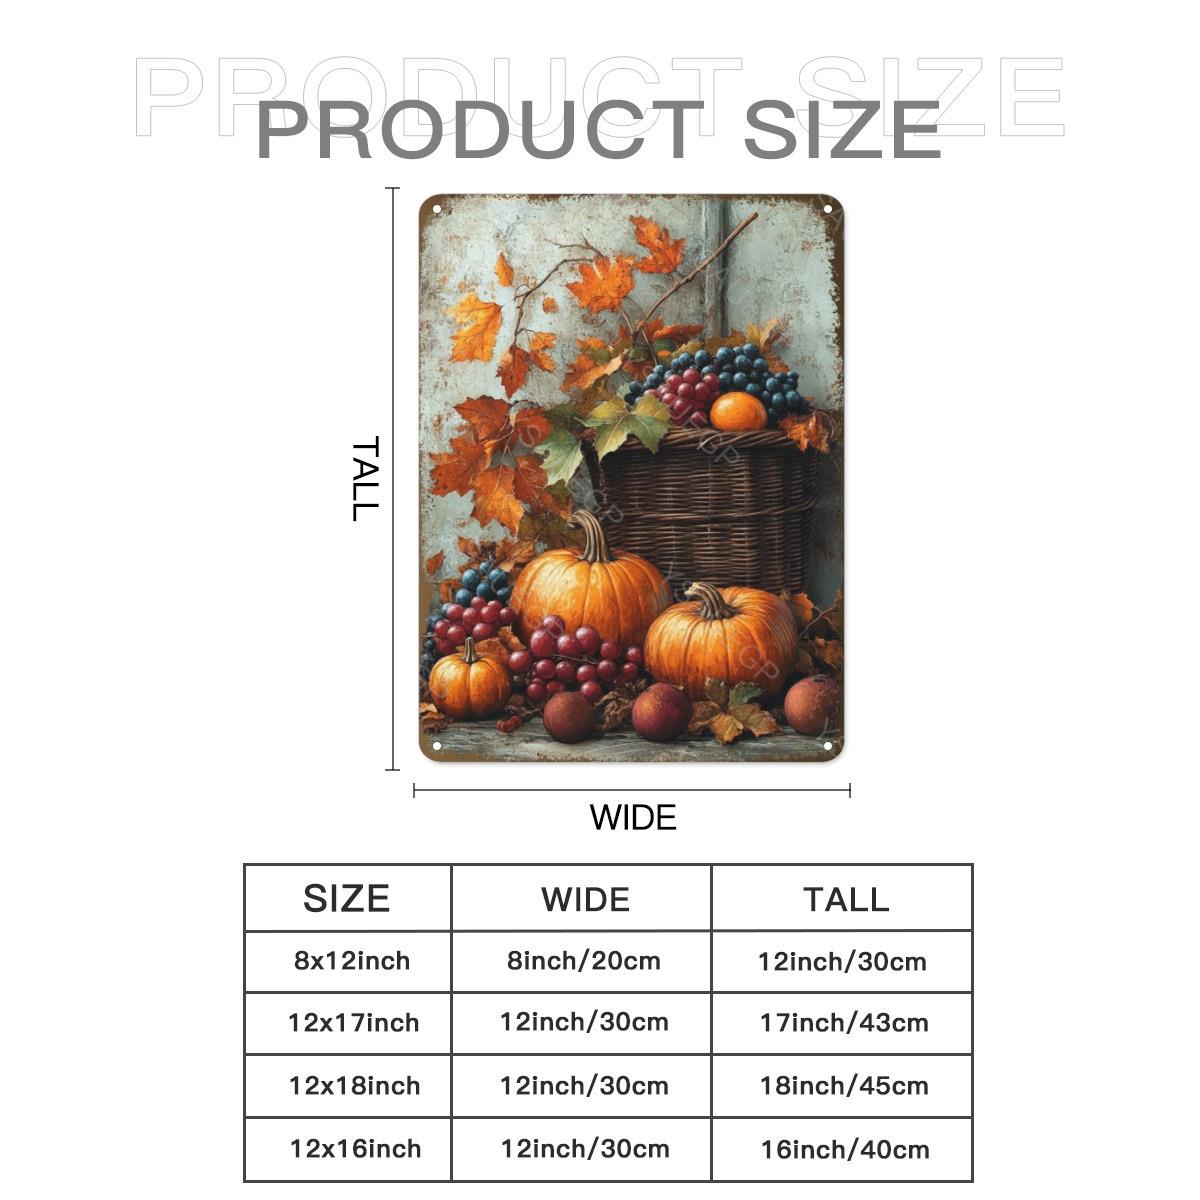 PRODUCT SIZE
PRODUCT SIZE
TALL
WIDE
SIZE WIDE TALL
8x12inch 8inch/20cm 12inch/30cm
12x17inch 12inch/30cm 17inch/43cm
12x18inch 12inch/30cm 18inch/45cm
12x16inch 12inch/30cm 16inch/40cm